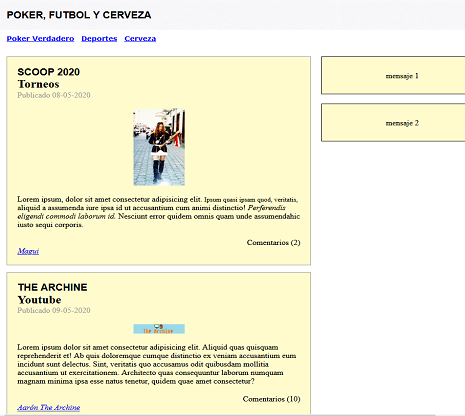 POKER, FUTBOL Y CERVEZA
Poker Verdadero Deportes Cerveza
SCOOP 2020
Torneos
Publicado 08-05-2020
Lorem ipsum, dolor sit amet consectetur adipisicing elit. Ipsum quasi ipsam quod, veritatis,
aliquid a assumenda iure ipsa id ut accusantium cum animi distinctio! Perferendis
eligendi commodi laborum id. Nesciunt error quidem omnis quam unde assumendahic
iusto sequi corporis.
Comentarios (2)
Magui
mensaje 1
mensaje 2
THE ARCHINE
Youtube
Publicado 09-05-2020
The Archine
Lorem ipsum dolor sit amet consectetur adipisicing elit. Aliquid quas quisquam
reprehenderit et! Ab quis doloremque cumque distinctio ex veniam accusantium eum
incidunt sunt delectus. Sint, veritatis quo accusamus odit quibusdam mollitia
accusantium ut exercitationem. Architecto quas consequuntur laborum numquam
magnam minima ipsa esse natus tenetur, quidem quae amet consectetur?
Comentarios (10)
Aarón The Archine